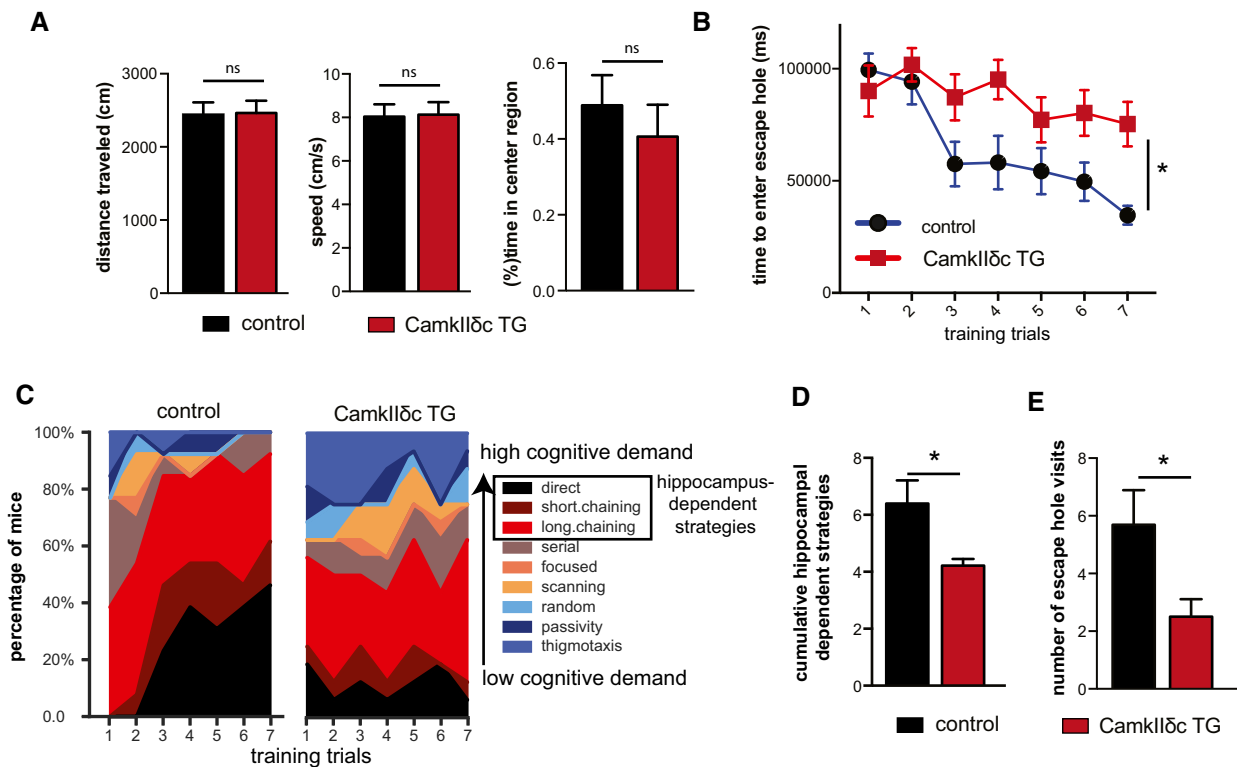 A
distance traveled (cm)
3000
2000
1000
0
ns
speed (cm/s)
10
8
6
4
2
0
ns
(%)time in center region
0.6
0.4
0.2
0.0
ns
control
CamkIIδc TG
B
time to enter escape hole (ms)
100000
50000
0
control
CamkIIδc TG
*
1 2 3 4 5 6 7
training trials
C
control
CamkIIδc TG
percentage of mice
100%
80%
60%
40%
20%
0.0
1 2 3 4 5 6 7
1 2 3 4 5 6 7
training trials
high cognitive demand
direct
short.chaining
long.chaining
serial
focused
scanning
random
passivity
thigmotaxis
low cognitive demand
hippocampus-
dependent
strategies
D
cumulative hippocampal
dependent strategies
8
6
4
2
0
*
E
number of escape hole visits
8
6
4
2
0
*
control
CamkIIδc TG